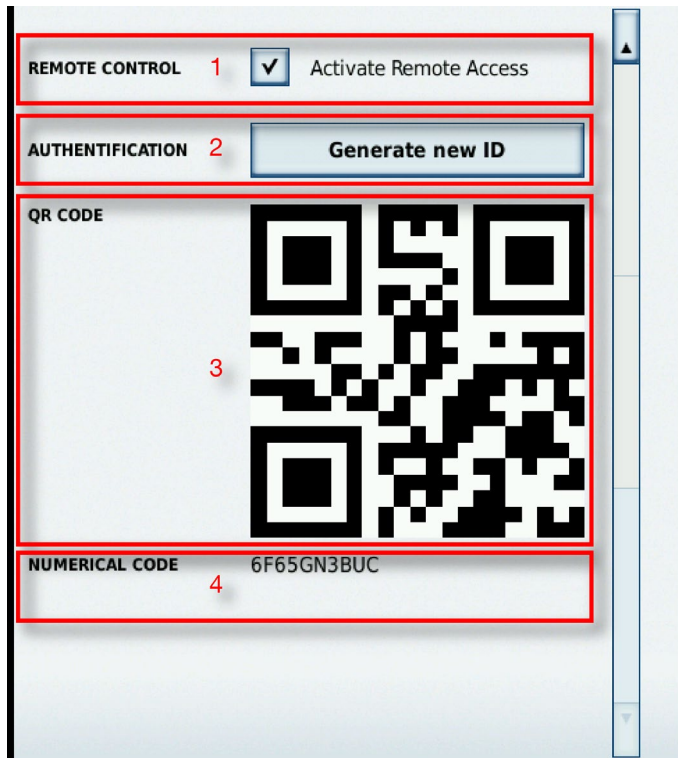 REMOTE CONTROL 1 Activate Remote Access
AUTHENTIFICATION 2 Generate new ID
QR CODE
3
NUMERICAL CODE 6F65GN3BUC
4